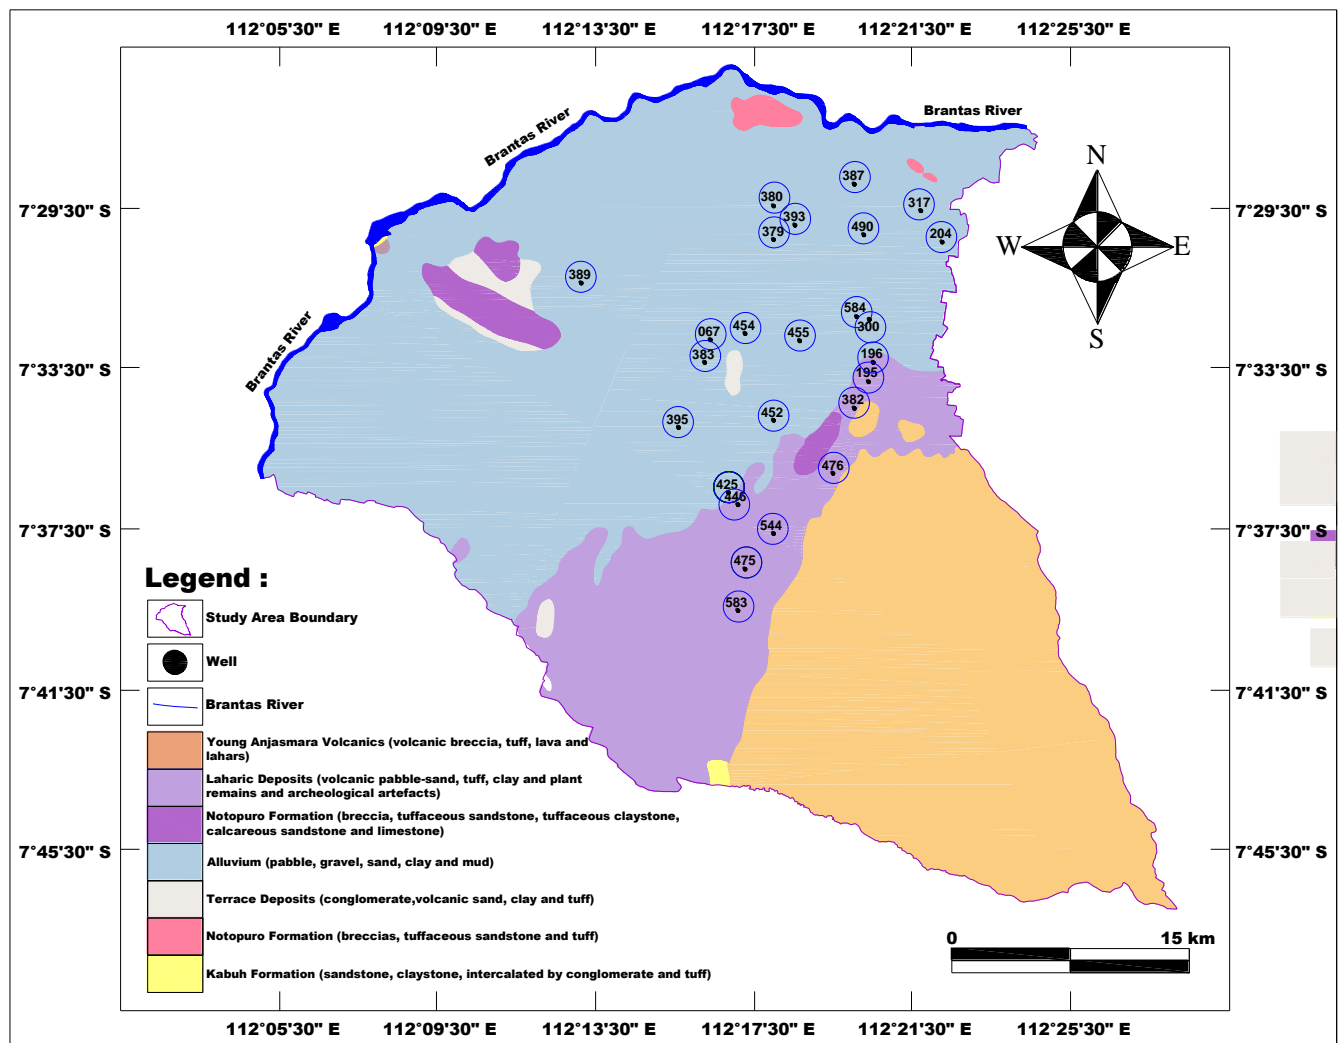 112°05'30" E
112°09'30" E
112°13'30" E
112°17'30" E
112°21'30" E
112°25'30" E
Brantas River
Brantas River
Brantas River
N
W
E
S
7°29'30" S
7°29'30" S
7°33'30" S
7°33'30" S
7°37'30" S
7°37'30" S
7°41'30" S
7°41'30" S
7°45'30" S
7°45'30" S
387
380
393
317
379
490
204
389
584
300
067
454
455
383
196
195
382
395
452
476
425
446
544
475
583
Legend :
Study Area Boundary
Well
Brantas River
Young Anjasmara Volcanics (volcanic breccia, tuff, lava and
lahars)
Laharic Deposits (volcanic pabble-sand, tuff, clay and plant
remains and archeological artefacts)
Notopuro Formation (breccia, tuffaceous sandstone, tuffaceous claystone,
calcareous sandstone and limestone)
Alluvium (pabble, gravel, sand, clay and mud)
Terrace Deposits (conglomerate,volcanic sand, clay and tuff)
Notopuro Formation (breccias, tuffaceous sandstone and tuff)
Kabuh Formation (sandstone, claystone, intercalated by conglomerate and tuff)
0
15 km
112°05'30" E
112°09'30" E
112°13'30" E
112°17'30" E
112°21'30" E
112°25'30" E